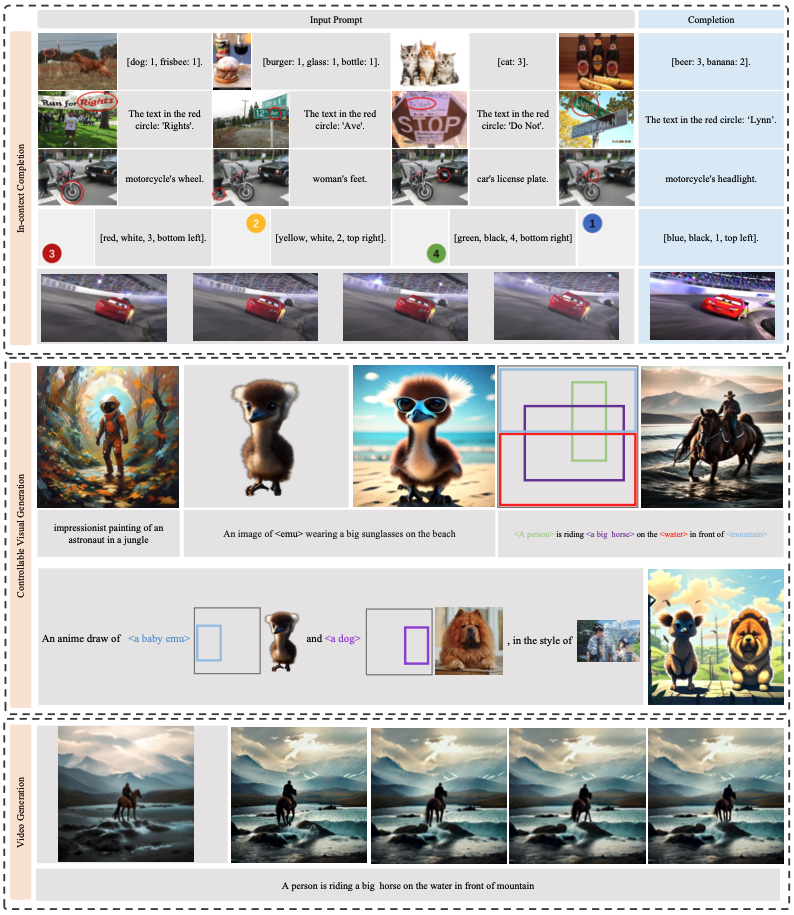 Input Prompt
Completion
In-context Completion
[dog: 1, frisbee: 1].
[burger: 1, glass: 1, bottle: 1].
[cat: 3].
[beer: 3, banana: 2].
Run for Rights
The text in the red
circle: 'Rights'.
12th Ave
The text in the red
circle: 'Ave'.
Do Not
STOP
The text in the red
circle: 'Do Not'.
Lynn
Bigelow Ave N
The text in the red circle: ‘Lynn’.
motorcycle's wheel.
woman's feet.
car's license plate.
motorcycle's headlight.
3
[red, white, 3, bottom left].
2
[yellow, white, 2, top right].
4
[green, black, 4, bottom right]
1
[blue, black, 1, top left].
Controllable Visual Generation
impressionist painting of an
astronaut in a jungle
An image of <emu> wearing a big sunglasses on the beach
<A person> is riding <a big horse> on the <water> in front of <mountain>
An anime draw of <a baby emu> and <a dog> , in the style of
Video Generation
A person is riding a big horse on the water in front of mountain